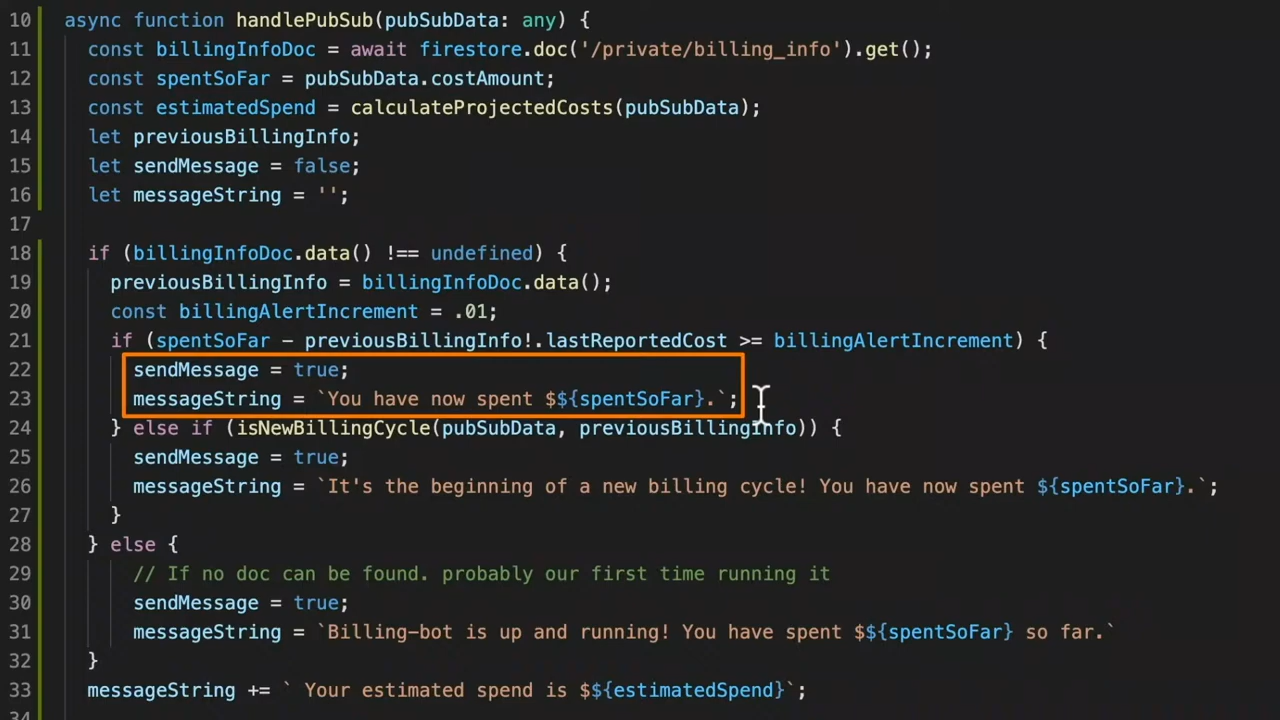 10 async function handlePubSub(pubSubData: any) {
11 const billingInfoDoc = await firestore.doc('/private/billing_info').get();
12 const spentSoFar = pubSubData.costAmount;
13 const estimatedSpend = calculateProjectedCosts(pubSubData);
14 let previousBillingInfo;
15 let sendMessage = false;
16 let messageString = '';
17
18 if (billingInfoDoc.data() !== undefined) {
19 previousBillingInfo = billingInfoDoc.data();
20 const billingAlertIncrement = .01;
21 if (spentSoFar - previousBillingInfo!.lastReportedCost >= billingAlertIncrement) {
22 sendMessage = true;
23 messageString = `You have now spent $${spentSoFar}.`;
24 } else if (isNewBillingCycle(pubSubData, previousBillingInfo)) {
25 sendMessage = true;
26 messageString = `It's the beginning of a new billing cycle! You have now spent ${spentSoFar}.`;
27 }
28 } else {
29 // If no doc can be found. probably our first time running it
30 sendMessage = true;
31 messageString = `Billing-bot is up and running! You have spent $${spentSoFar} so far.`
32 }
33 messageString += ` Your estimated spend is $${estimatedSpend}`;
34